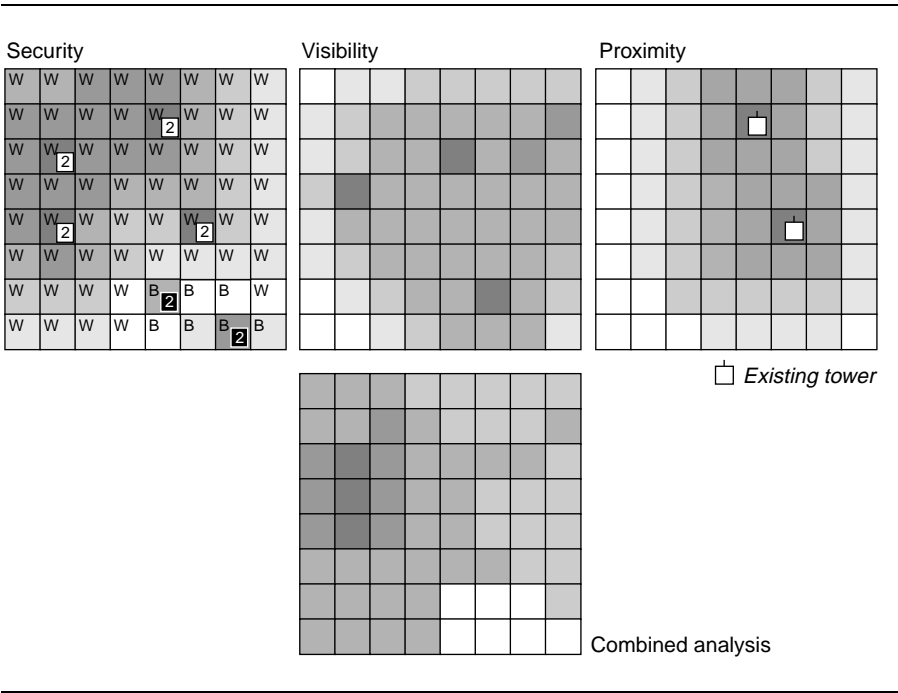 Security
Visibility
Proximity
W W W W W W W W
W W W W W 2 W W W
W W 2 W W W W W W
W W W W W W W W
W W 2 W W W W 2 W W
W W W W W W W W
W W W W B 2 B B W
W W W W B B B 2 B
Existing tower
Combined analysis